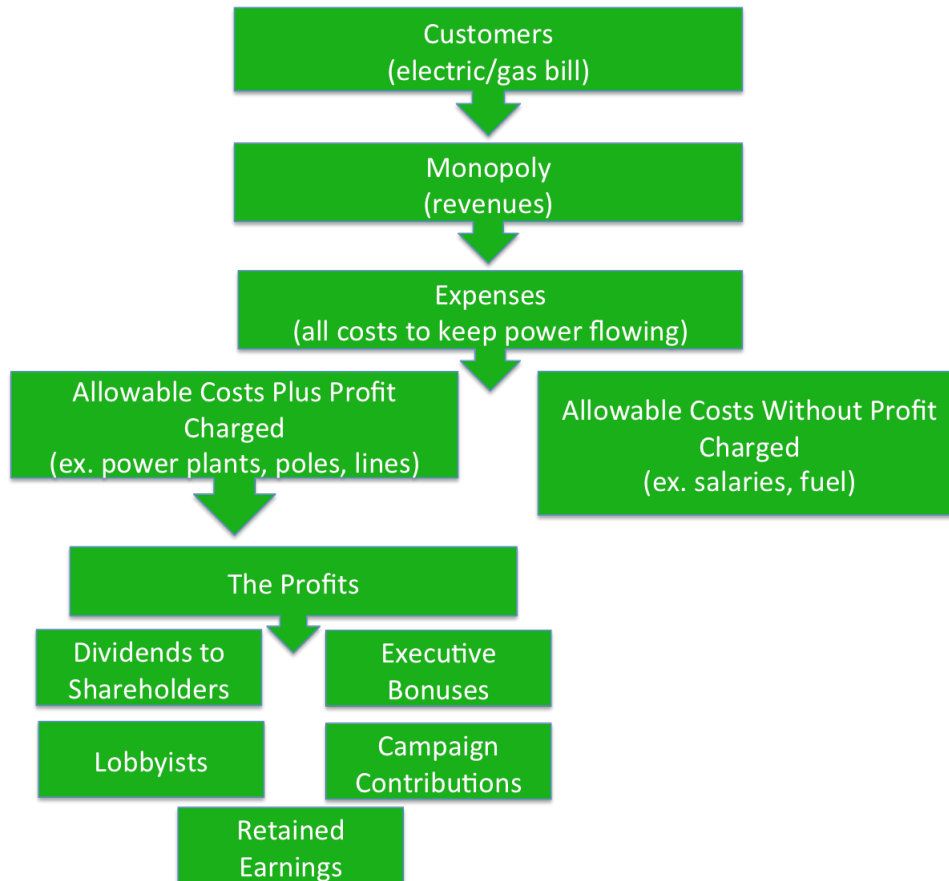 Customers
(electric/gas bill)
Monopoly
(revenues)
Expenses
(all costs to keep power flowing)
Allowable Costs Plus Profit
Charged
(ex. power plants, poles, lines)
Allowable Costs Without Profit
Charged
(ex. salaries, fuel)
The Profits
Dividends to
Shareholders
Executive
Bonuses
Lobbyists
Campaign
Contributions
Retained
Earnings